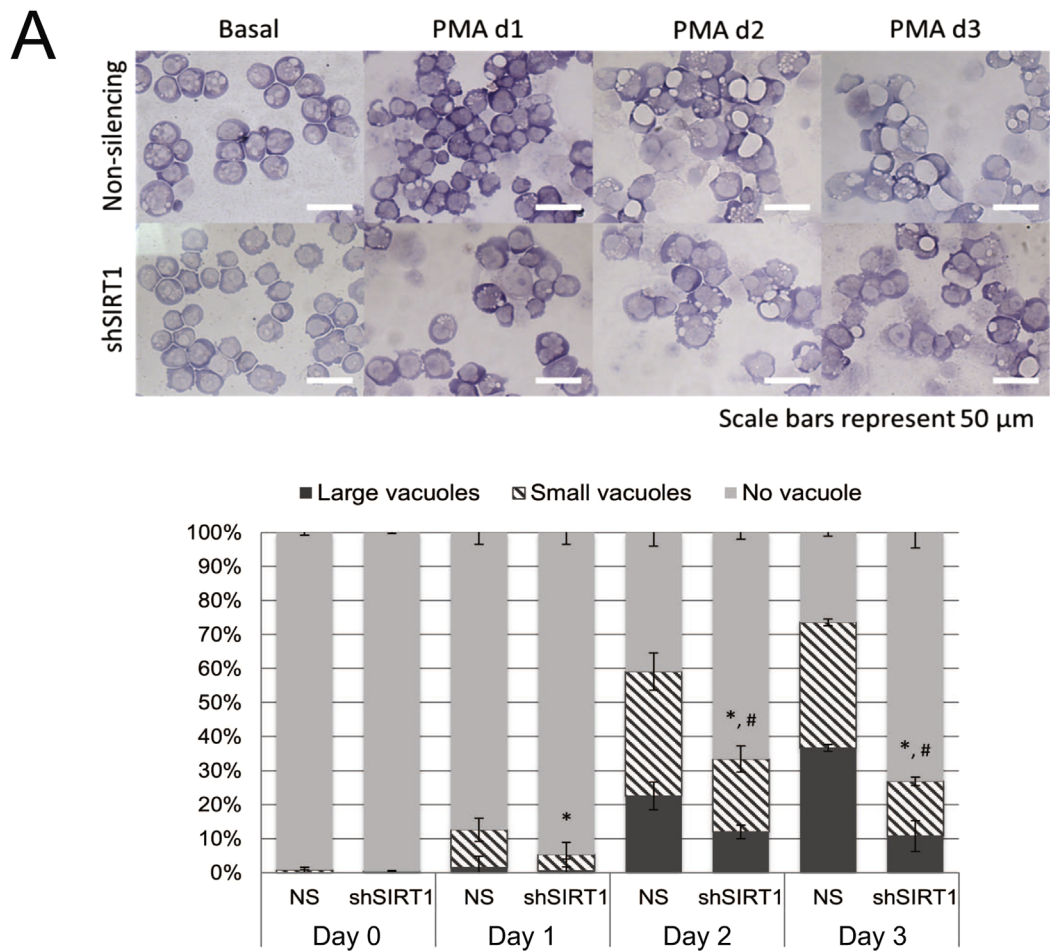 A
Basal PMA d1 PMA d2 PMA d3
Non-silencing
shSIRT1
Scale bars represent 50 µm
Large vacuoles Small vacuoles No vacuole
100%
90%
80%
70%
60%
50%
40%
30%
20%
10%
0%
*
*, #
*, #
NS shSIRT1 NS shSIRT1 NS shSIRT1 NS shSIRT1
Day 0 Day 1 Day 2 Day 3